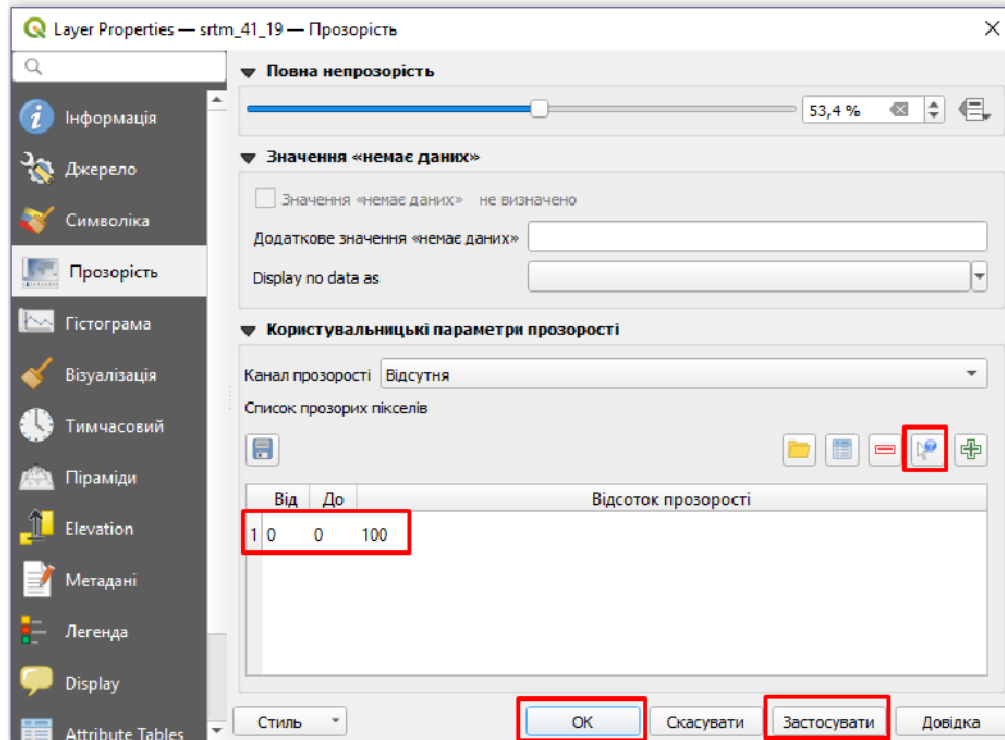 Layer Properties — srtm_41_19 — Прозорість
Повна непрозорість
Інформація
53,4 %
Значення «немає даних»
Джерело
Значення «немає даних» не визначено
Символіка
Додаткове значення «немає даних»
Прозорість
Display no data as
Гістограма
Користувальницькі параметри прозорості
Візуалізація
Канал прозорості Відсутня
Список прозорих пікселів
Тимчасовий
Піраміди
Від До Відсоток прозорості
Elevation
1 0 0 100
Метадані
Легенда
Display
Attribute Tables
Стиль
ОК
Скасувати
Застосувати
Довідка